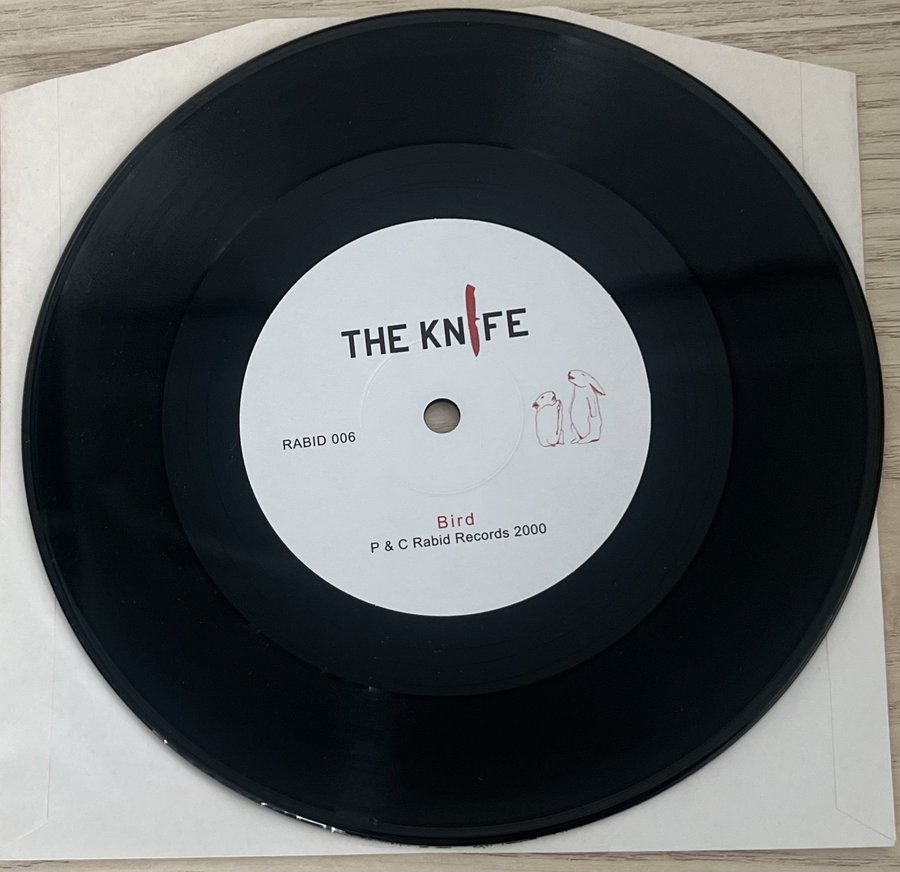 THE KNIFE
RABID 006
Bird
P & C Rabid Records 2000